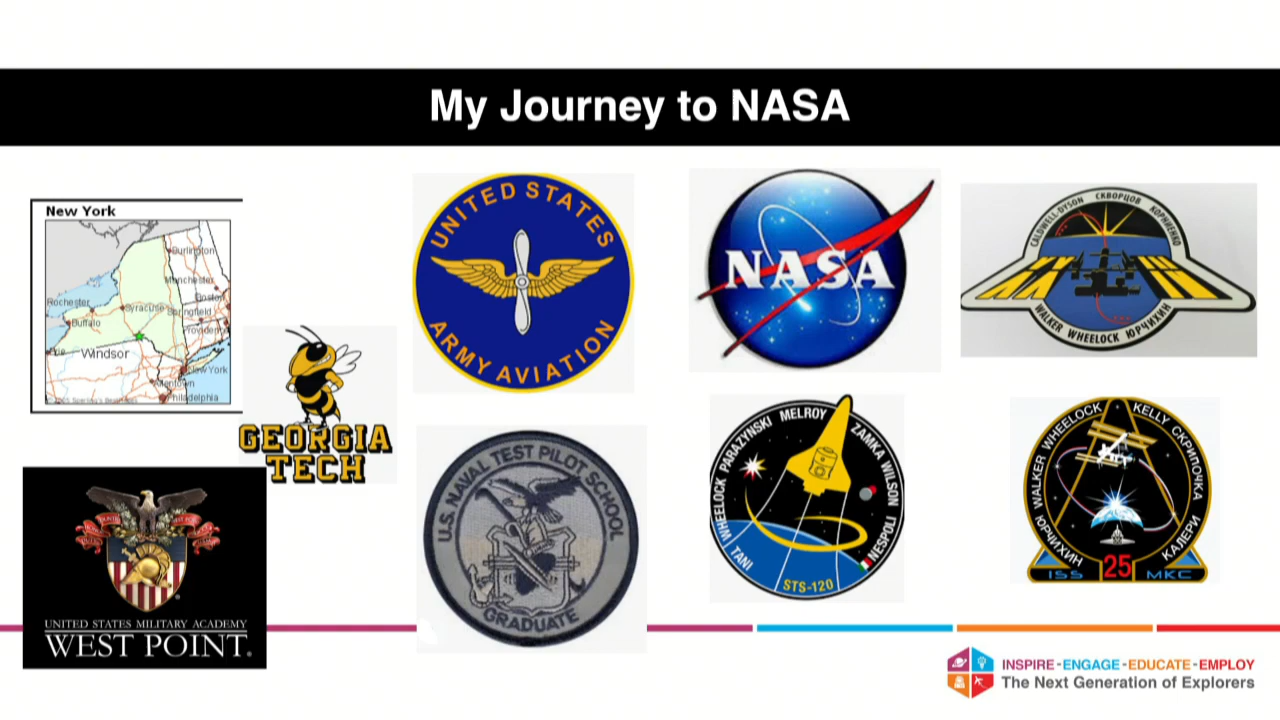 My Journey to NASA
New York
Burlington
Manchester
Rochester
Syracuse
Springfield
Buffalo
Providence
Windsor
New York
Allentown
Philadelphia
GEORGIA
TECH
UNITED STATES MILITARY ACADEMY
WEST POINT
UNITED STATES
ARMY AVIATION
U.S. NAVAL TEST PILOT SCHOOL
GRADUATE
NASA
WHEELOCK PARAZYNSKI MELROY ZAMKA WILSON NESPOLI
TANI
STS-120
CALDWELL-DYSON СКВОРЦОВ КОРНИЕНКО
WALKER WHEELOCK ЮРЧИХИН
ЮРЧИХИН WALKER WHEELOCK KELLY СКРИПОЧКА КАЛЕРИ
ISS 25 МКС
INSPIRE - ENGAGE - EDUCATE - EMPLOY
The Next Generation of Explorers